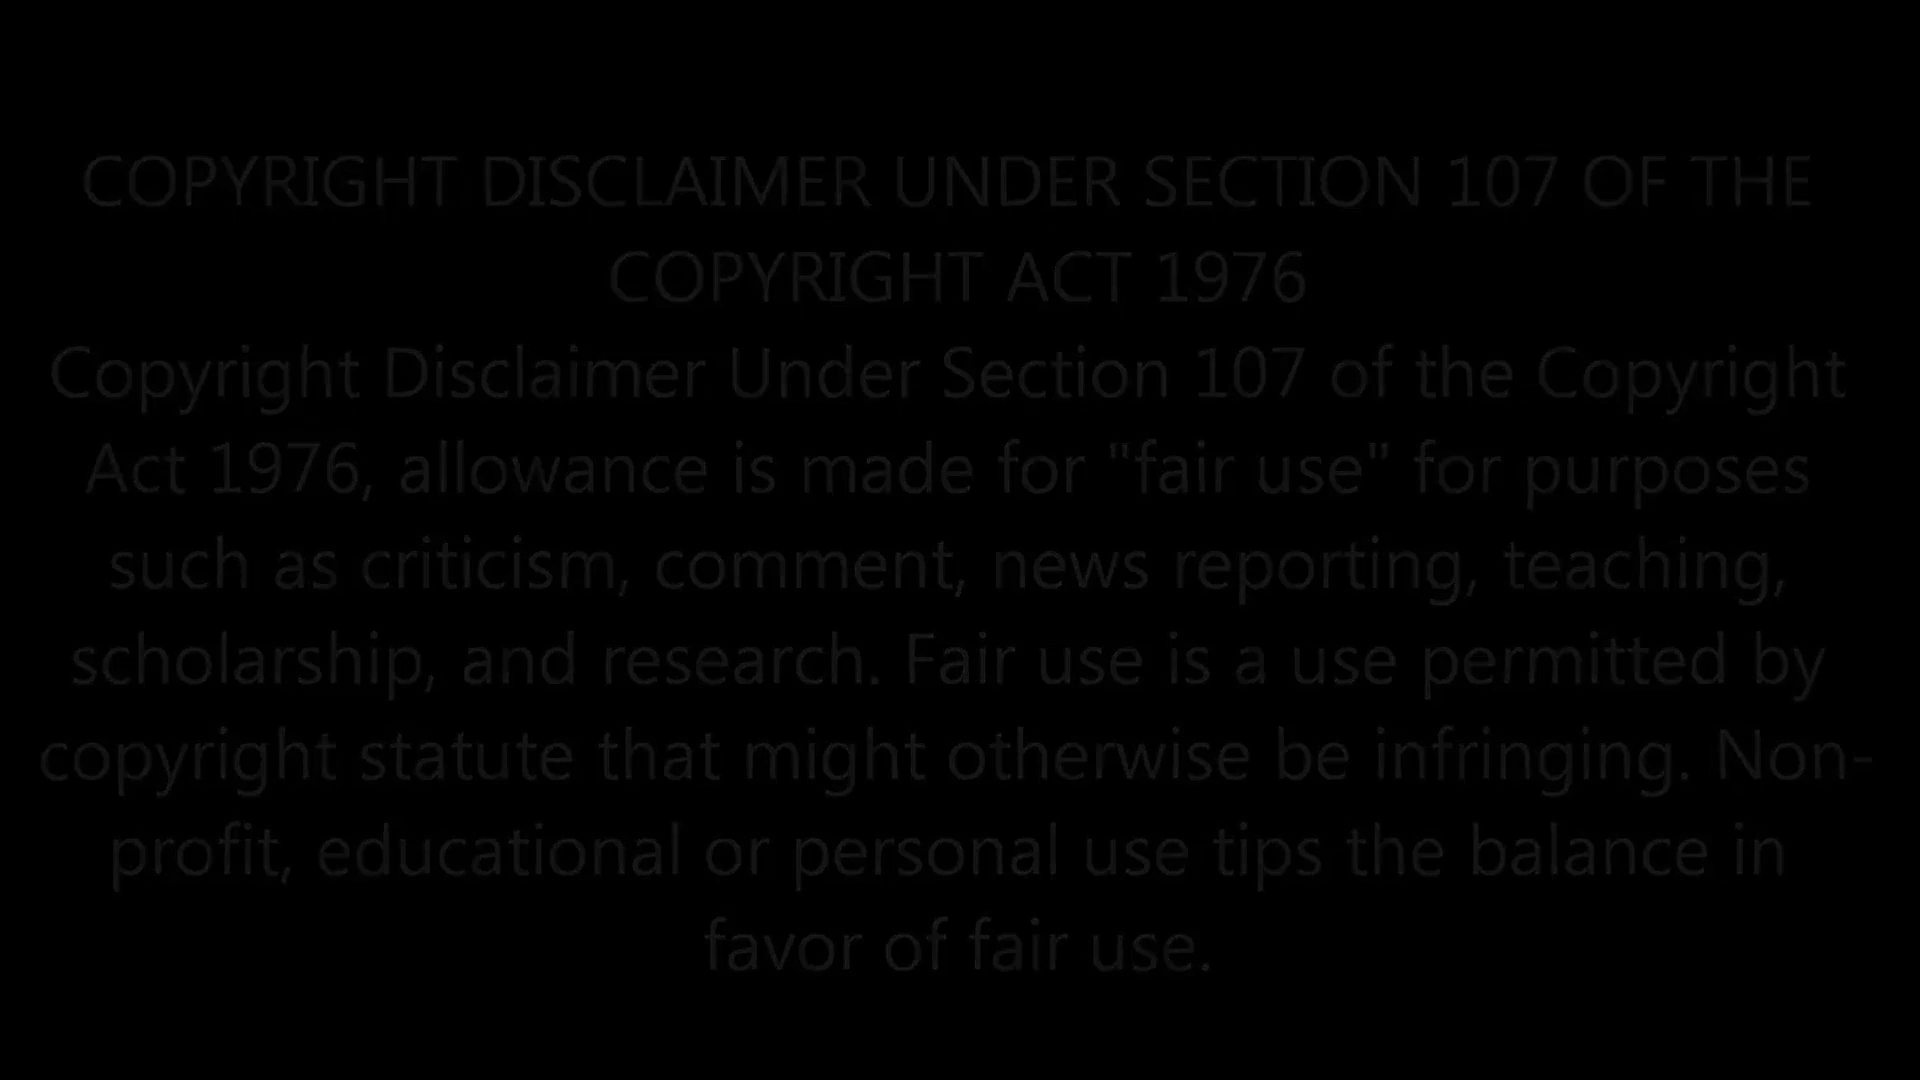 COPYRIGHT DISCLAIMER UNDER SECTION 107 OF THE
COPYRIGHT ACT 1976
Copyright Disclaimer Under Section 107 of the Copyright
Act 1976, allowance is made for "fair use" for purposes
such as criticism, comment, news reporting, teaching,
scholarship, and research. Fair use is a use permitted by
copyright statute that might otherwise be infringing. Non-
profit, educational or personal use tips the balance in
favor of fair use.